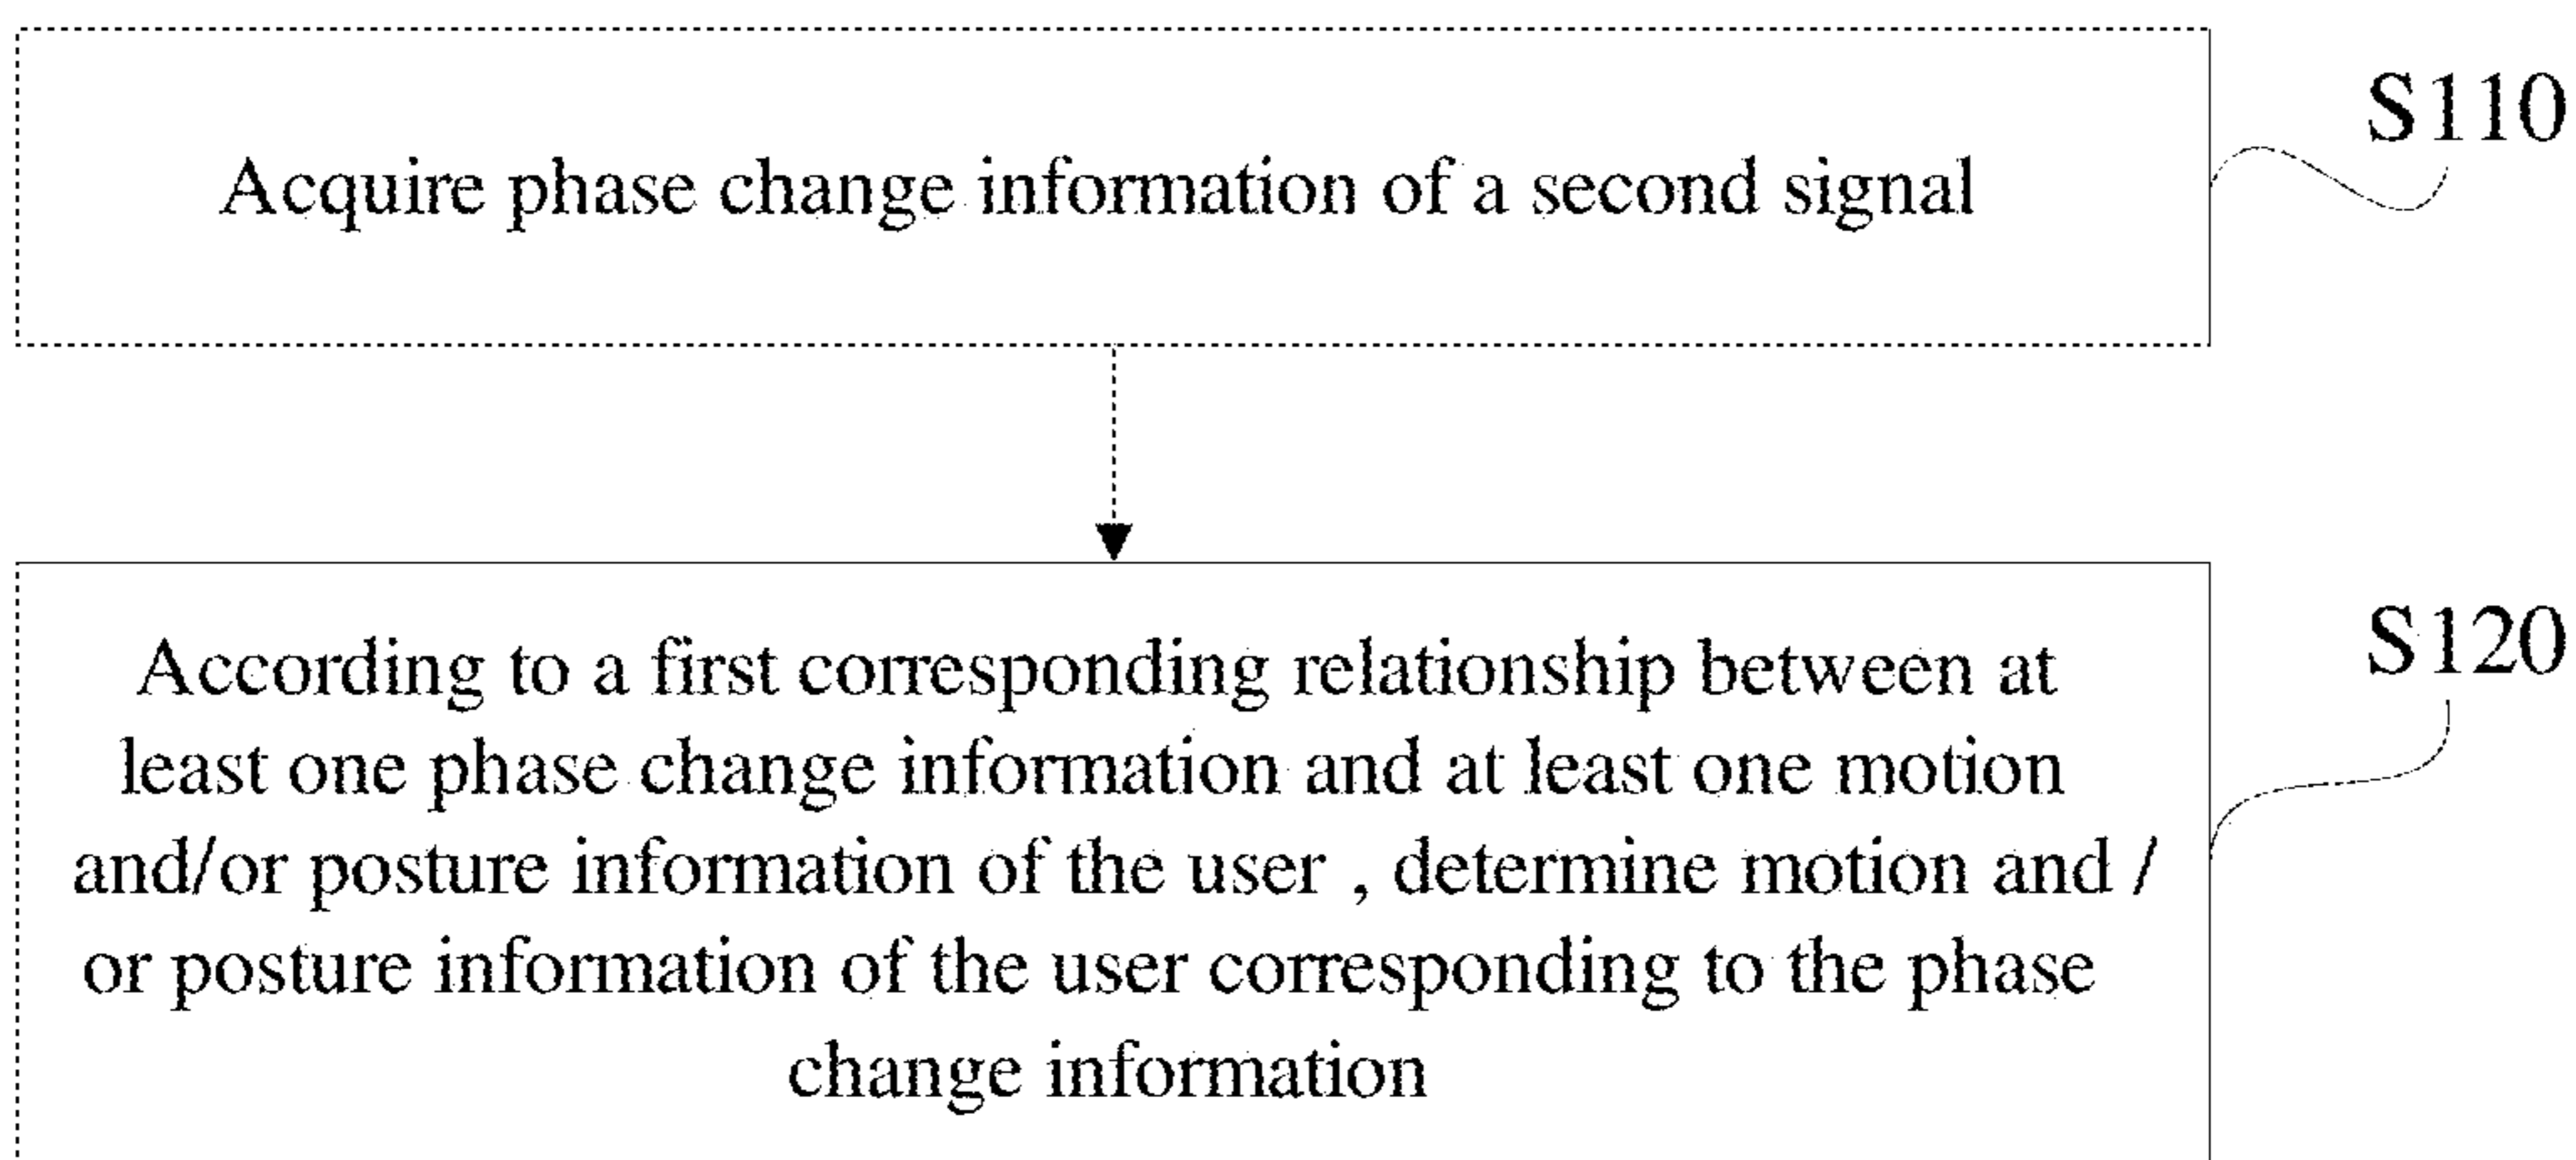 S110
Acquire phase change information of a second signal
S120
According to a first corresponding relationship between at
least one phase change information and at least one motion
and/or posture information of the user , determine motion and /
or posture information of the user corresponding to the phase
change information